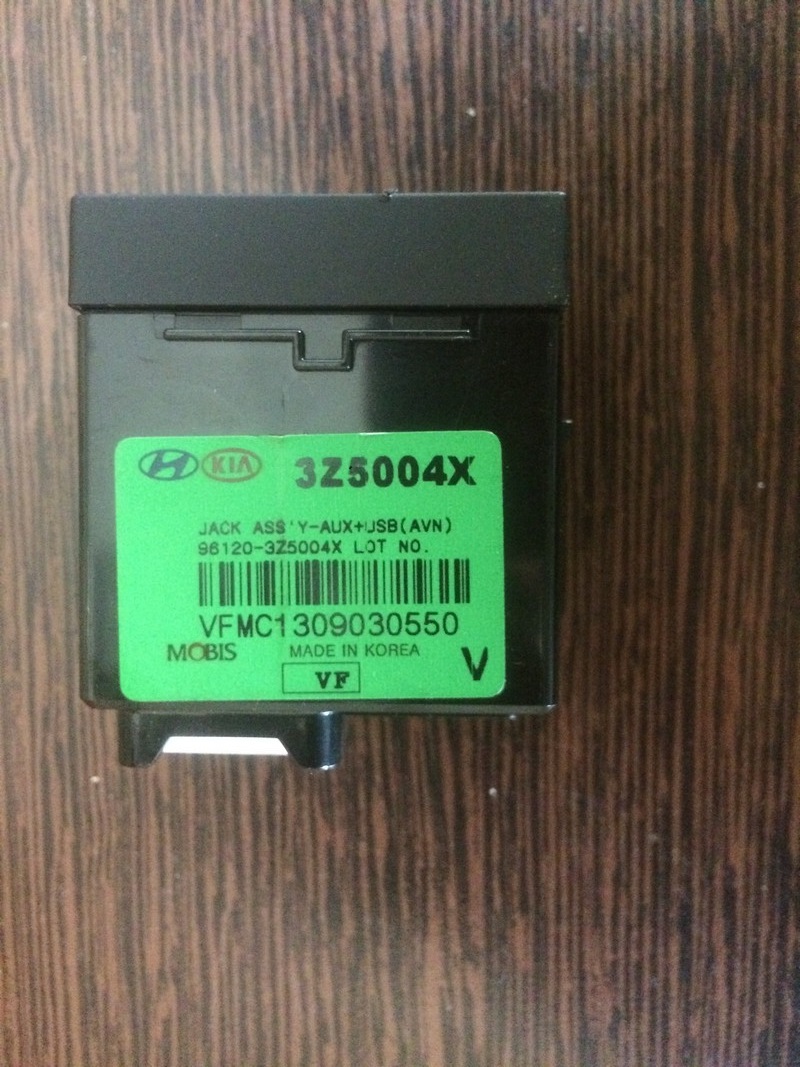 KIA 3Z5004X
JACK ASS'Y-AUX+USB(AVN)
96120-3Z5004X LOT NO.
VFMC1309030550
MOBIS MADE IN KOREA
VF V